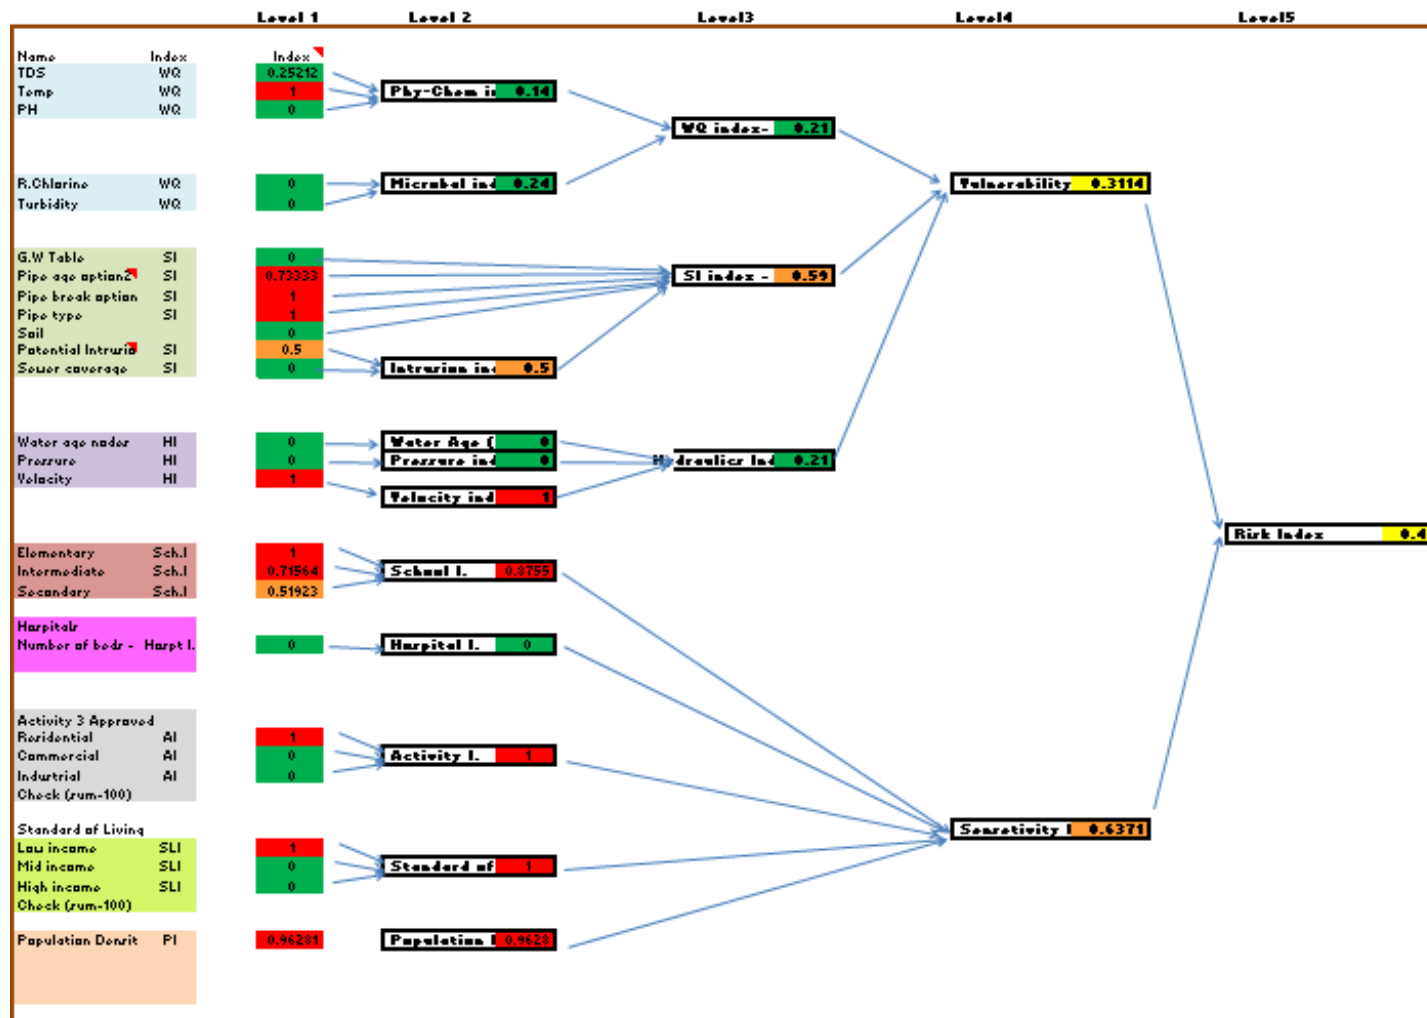 Level 1 Level 2 Level3 Level4 Level5
Name Index Index
TDS WQ 0.25212
Temp WQ 1 Phy-Chem in 0.14
PH WQ 0
WQ index- 0.21
R.Chlorine WQ 0 Microbal ind 0.24 Vulnerability 0.3114
Turbidity WQ 0
G.W Table SI 0
Pipe age option2 SI 0.73333 SI index - 0.59
Pipe break option SI 1
Pipe type SI 1
Soil 0
Potential Intrusio SI 0.5
Sewer coverage SI 0 Intrusion ind 0.5
Water age nodes HI 0 Water Age ( 0
Pressure HI 0 Pressure ind 0 Hydraulics Ind 0.21
Velocity HI 1 Velocity ind 1
Risk Index 0.4
Elementary Sch.I 1
Intermediate Sch.I 0.71564 School I. 0.8755
Secondary Sch.I 0.51923
Hospitals
Number of beds - Hospt I. 0 Hospital I. 0
Activity 3 Approved
Residential AI 1
Commercial AI 0 Activity I. 1
Industrial AI 0
Check (sum-100)
Standard of Living Sensetivity I 0.6371
Low income SLI 1
Mid income SLI 0 Standard of 1
High income SLI 0
Check (sum-100)
Population Densit PI 0.96281 Population I 0.9628